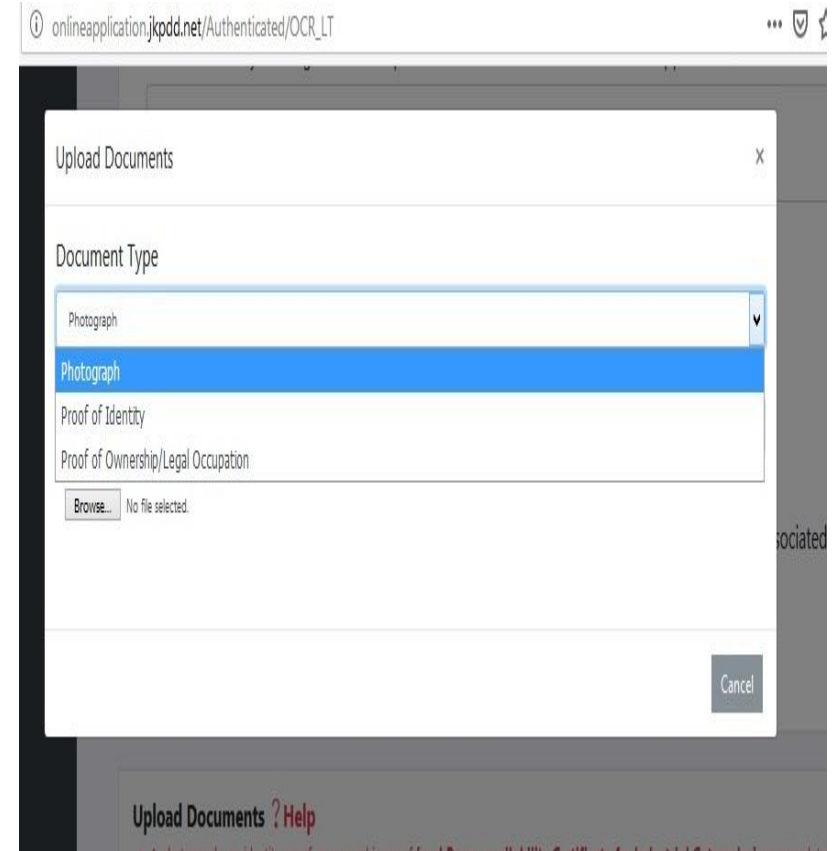 onlineapplication.jkpdd.net/Authenticated/OCR_LT
Upload Documents
x
Document Type
Photograph
Photograph
Proof of Identity
Proof of Ownership/Legal Occupation
Browse... No file selected.
sociated
Cancel
Upload Documents ? Help